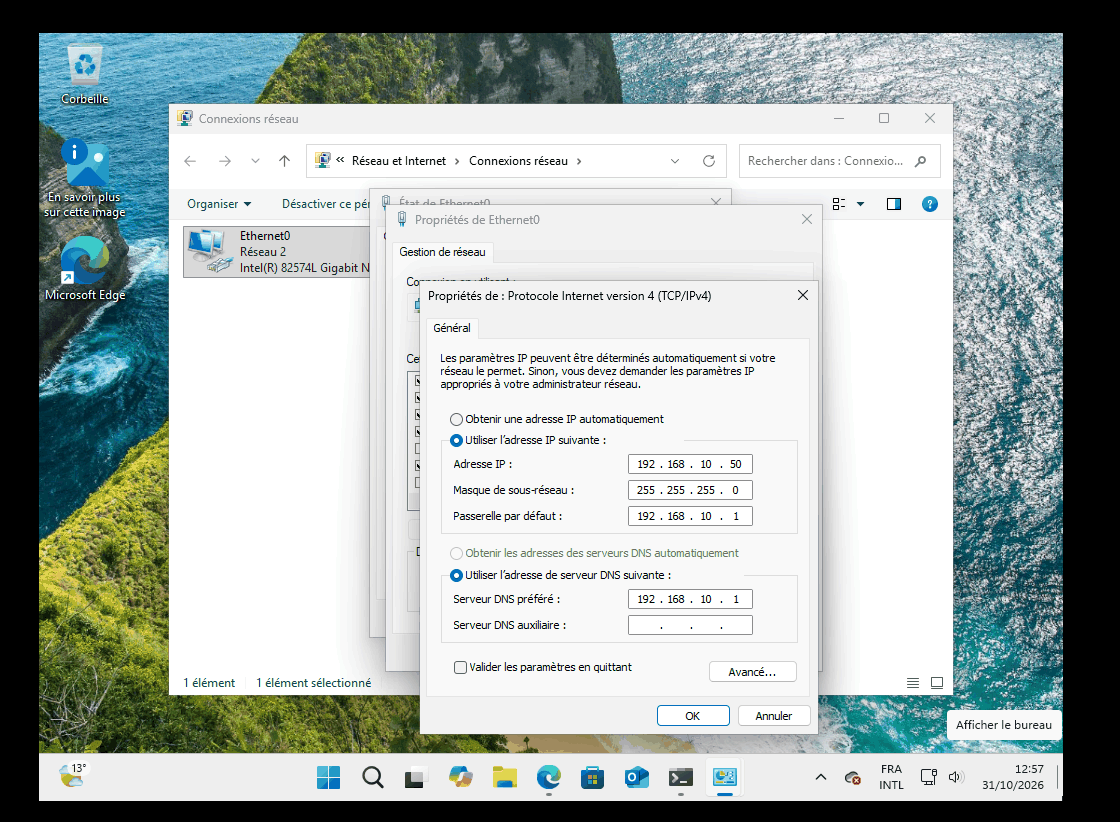 Corbeille
En savoir plus
sur cette image
Microsoft Edge
Connexions réseau
« Réseau et Internet > Connexions réseau >
Rechercher dans : Connexio...
Organiser
Désactiver ce pér
Ethernet0
Réseau 2
Intel(R) 82574L Gigabit N
État de Ethernet0
Propriétés de Ethernet0
Gestion de réseau
Propriétés de : Protocole Internet version 4 (TCP/IPv4)
Général
Les paramètres IP peuvent être déterminés automatiquement si votre
réseau le permet. Sinon, vous devez demander les paramètres IP
appropriés à votre administrateur réseau.
Obtenir une adresse IP automatiquement
Utiliser l'adresse IP suivante :
Adresse IP : 192 . 168 . 10 . 50
Masque de sous-réseau : 255 . 255 . 255 . 0
Passerelle par défaut : 192 . 168 . 10 . 1
Obtenir les adresses des serveurs DNS automatiquement
Utiliser l'adresse de serveur DNS suivante :
Serveur DNS préféré : 192 . 168 . 10 . 1
Serveur DNS auxiliaire : . . .
Valider les paramètres en quittant
Avancé...
OK
Annuler
1 élément
1 élément sélectionné
Afficher le bureau
13°
FRA
INTL
12:57
31/10/2026